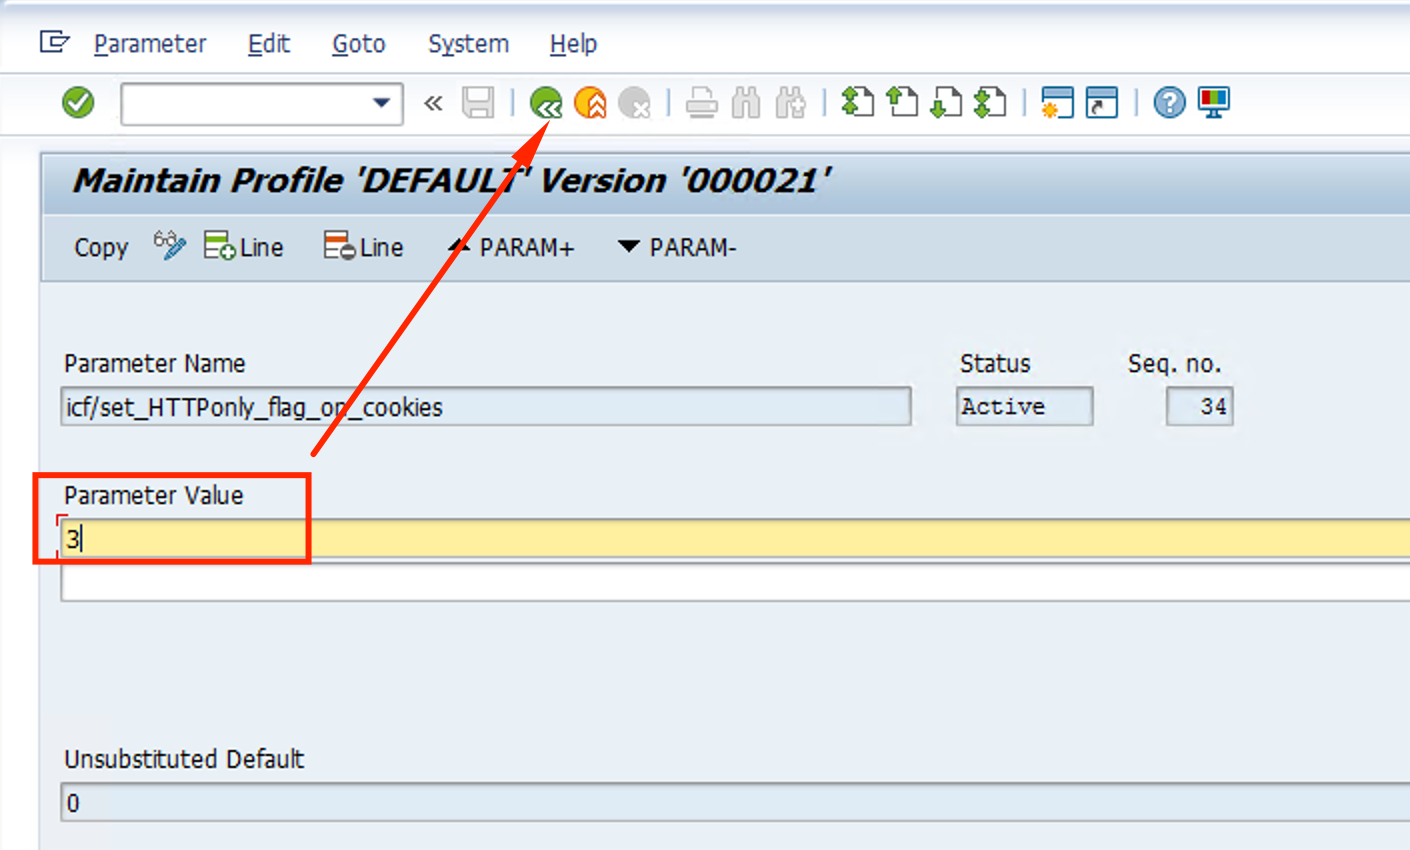 Parameter Edit Goto System Help
Maintain Profile 'DEFAULT' Version '000021'
Copy Line Line PARAM+ PARAM-
Parameter Name Status Seq. no.
icf/set_HTTPonly_flag_on_cookies Active 34
Parameter Value
3
Unsubstituted Default
0